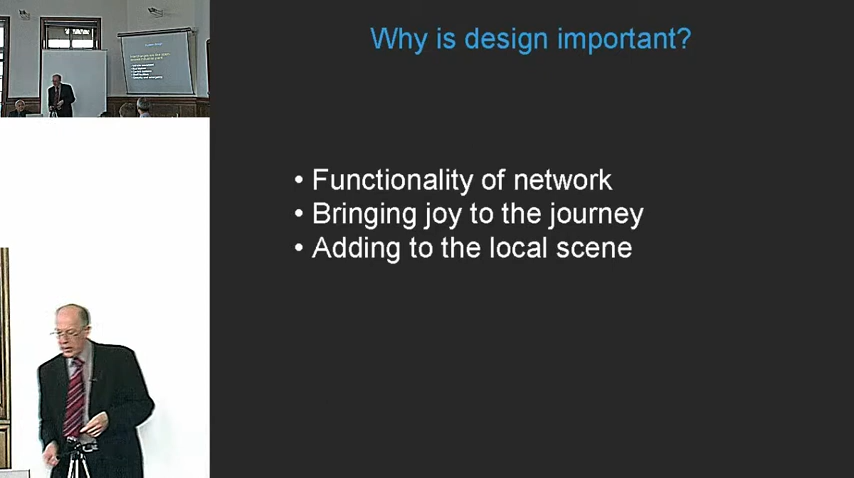 Why is design important?
• Functionality of network
• Bringing joy to the journey
• Adding to the local scene